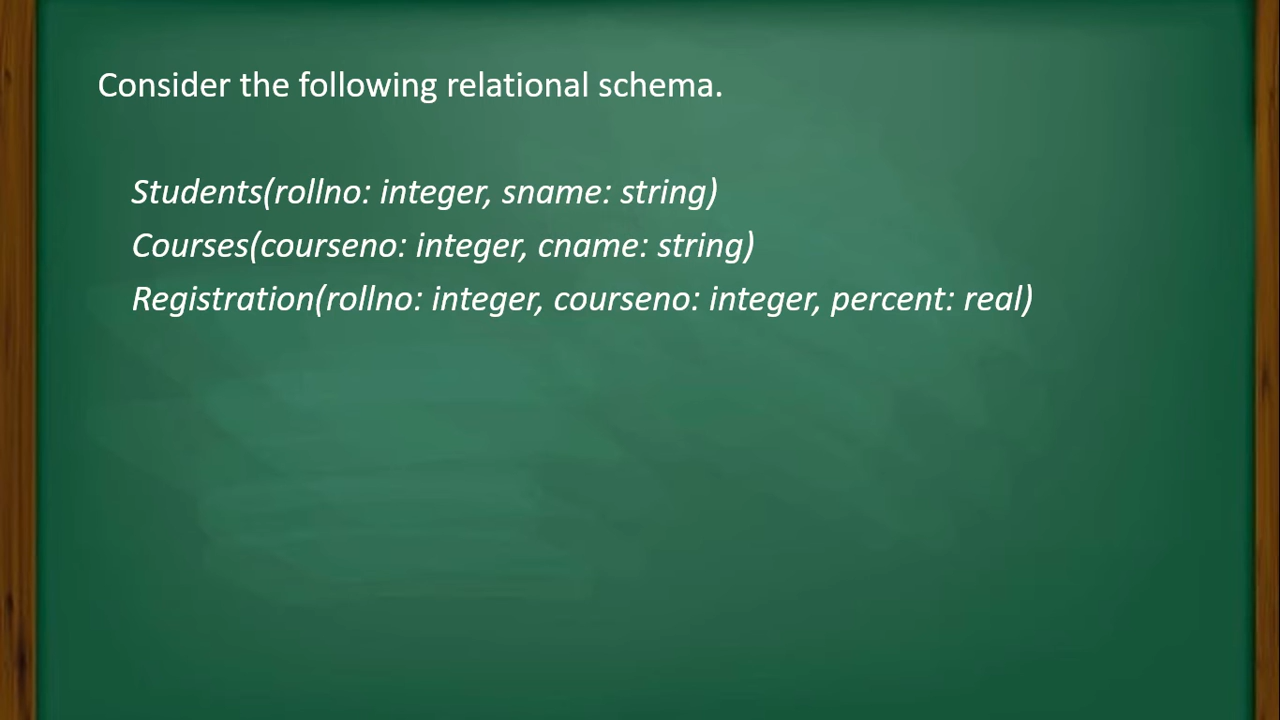 Consider the following relational schema.
Students(rollno: integer, sname: string)
Courses(courseno: integer, cname: string)
Registration(rollno: integer, courseno: integer, percent: real)